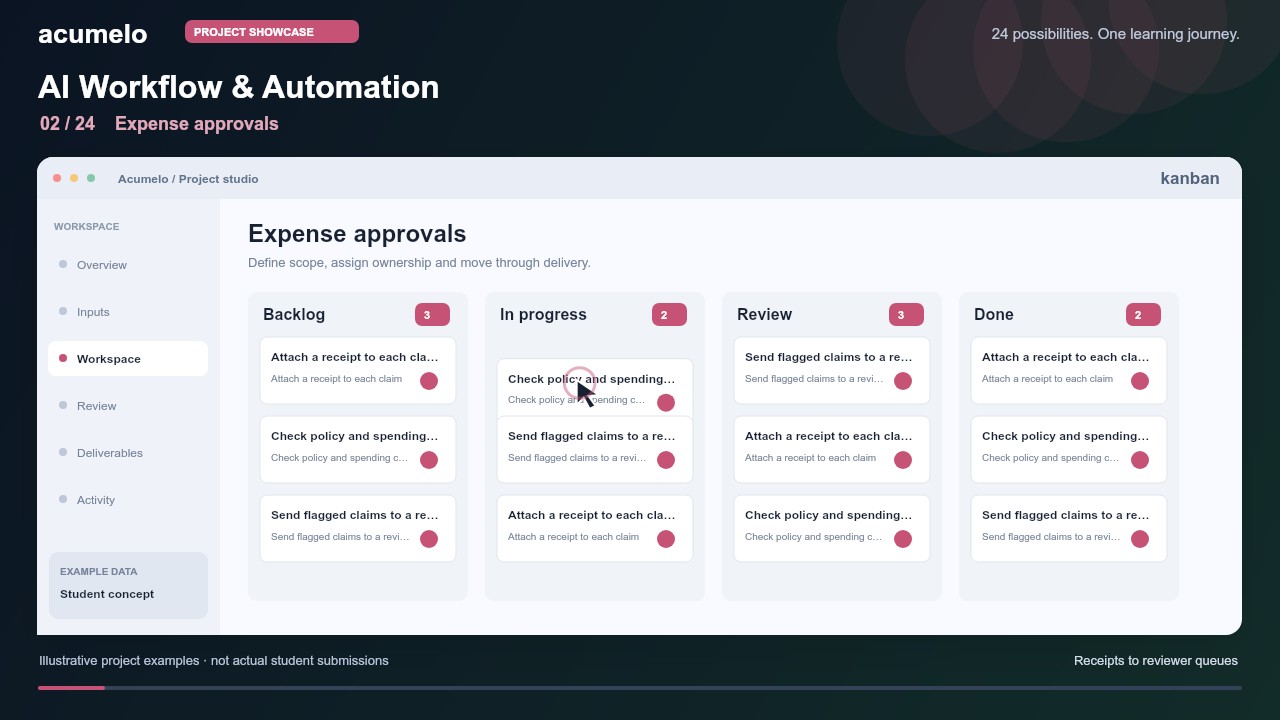 acumelo
PROJECT SHOWCASE
24 possibilities. One learning journey.
AI Workflow & Automation
02 / 24 Expense approvals
Acumelo / Project studio
kanban
WORKSPACE
Overview
Inputs
Workspace
Review
Deliverables
Activity
EXAMPLE DATA
Student concept
Expense approvals
Define scope, assign ownership and move through delivery.
Backlog
3
Attach a receipt to each cla...
Attach a receipt to each claim
Check policy and spending...
Check policy and spending c...
Send flagged claims to a re...
Send flagged claims to a revi...
In progress
2
Check policy and spending...
Check policy and spending c...
Send flagged claims to a re...
Send flagged claims to a revi...
Attach a receipt to each cla...
Attach a receipt to each claim
Review
3
Send flagged claims to a re...
Send flagged claims to a revi...
Attach a receipt to each cla...
Attach a receipt to each claim
Check policy and spending...
Check policy and spending c...
Done
2
Attach a receipt to each cla...
Attach a receipt to each claim
Check policy and spending...
Check policy and spending c...
Send flagged claims to a re...
Send flagged claims to a revi...
Illustrative project examples · not actual student submissions
Receipts to reviewer queues